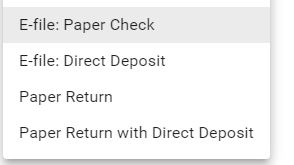 E-file: Paper Check
E-file: Direct Deposit
Paper Return
Paper Return with Direct Deposit